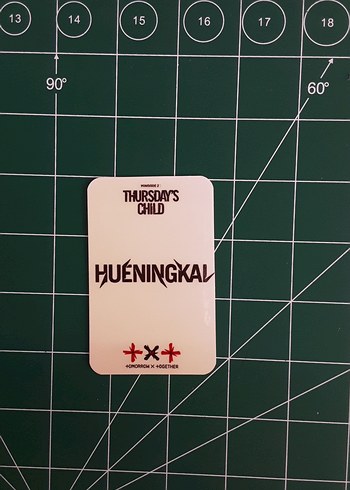 13 14 15 16 17 18
90°
60°
MINISODE 2:
THURSDAY'S
CHILD
HUENINGKAI
TOMORROW X TOGETHER